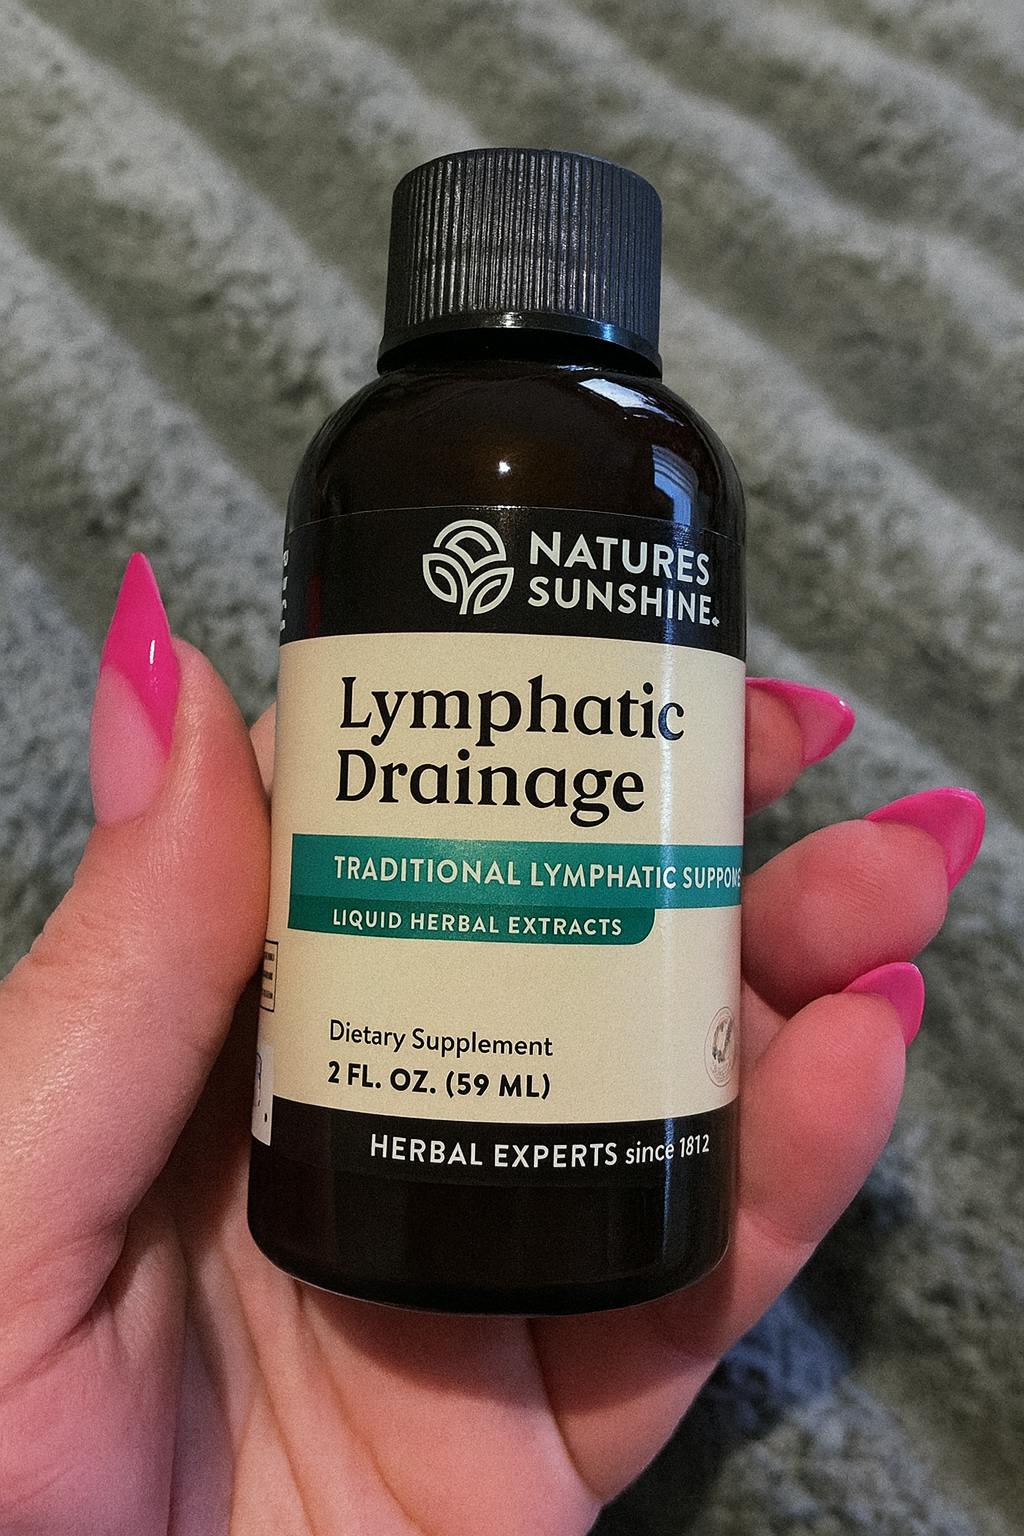 NATURES
SUNSHINE
Lymphatic
Drainage
TRADITIONAL LYMPHATIC
LIQUID HERBAL EXTRACTS
Dietary Supplement
2 FL. OZ. (59 ML)
HERBAL EXPERTS since 1812